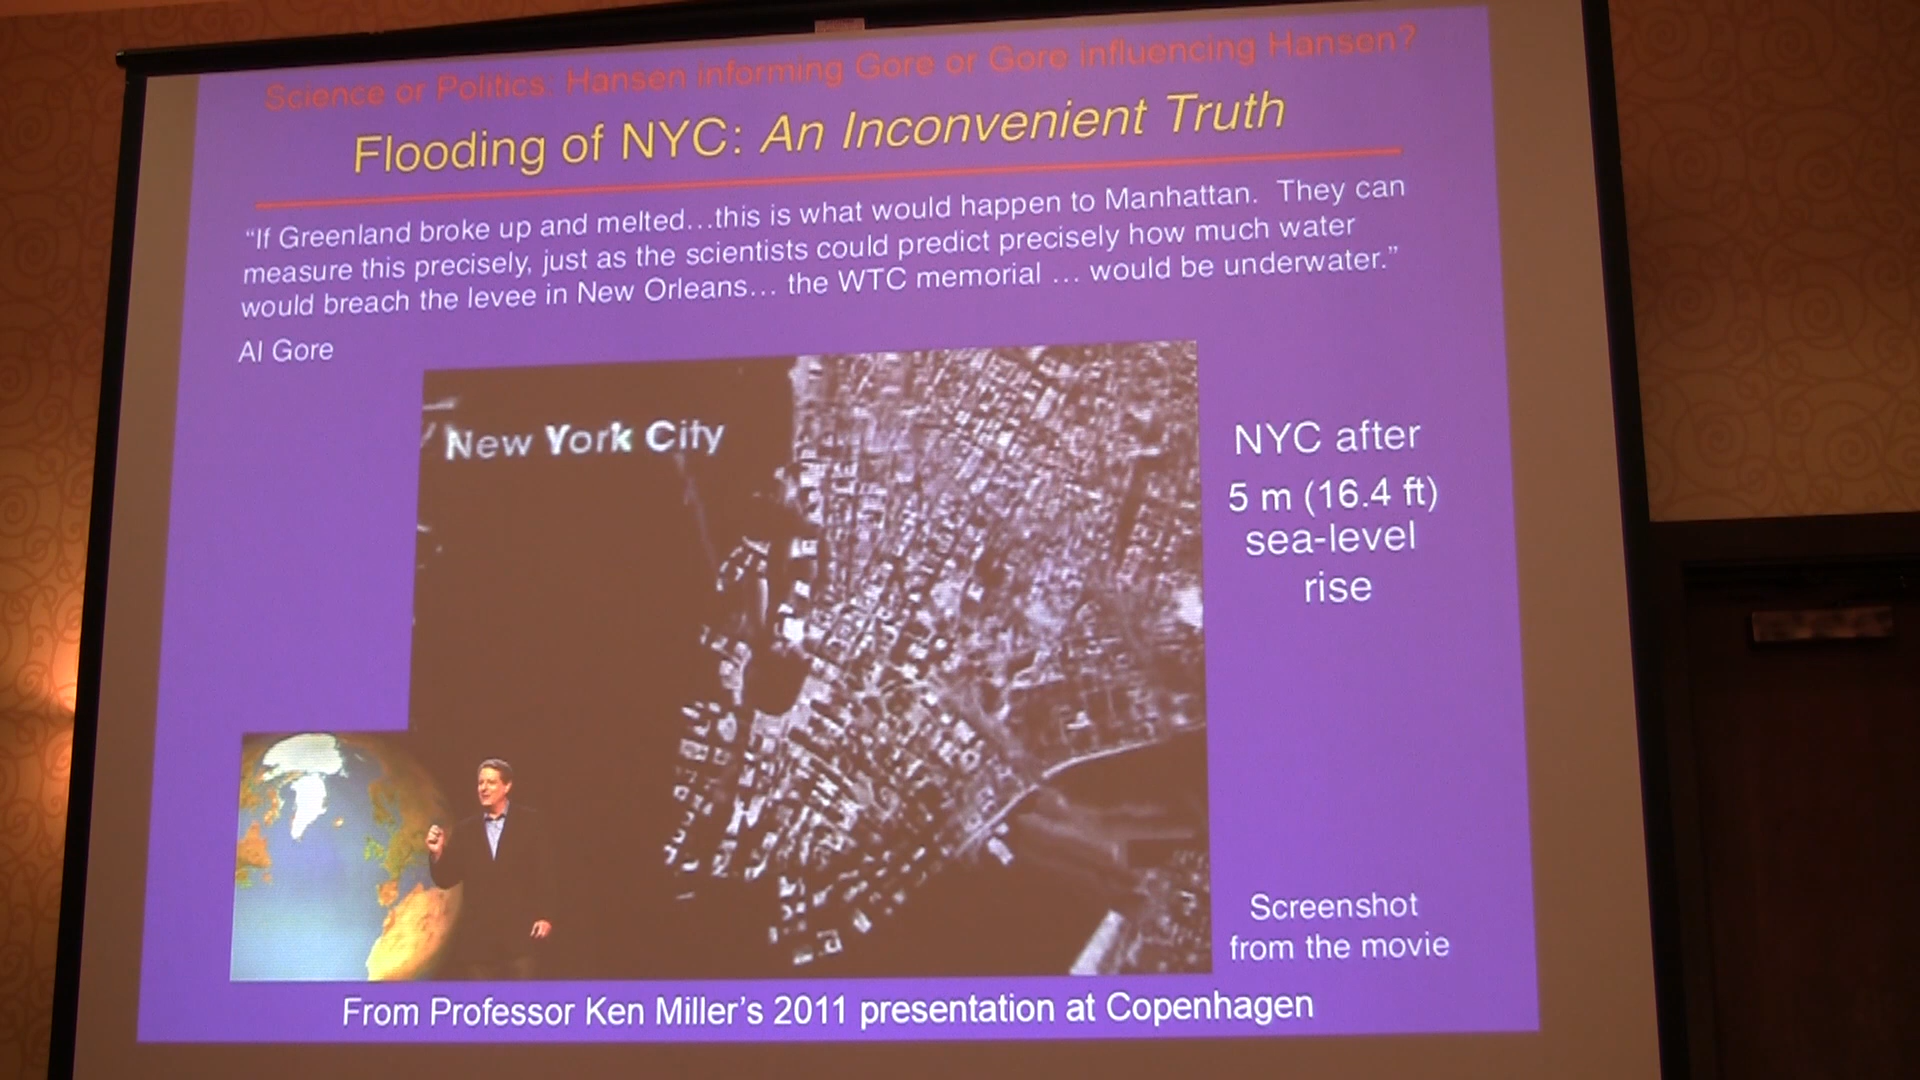 Science or Politics: Hansen informing Gore or Gore influencing Hansen?
Flooding of NYC: An Inconvenient Truth
“If Greenland broke up and melted…this is what would happen to Manhattan. They can
measure this precisely, just as the scientists could predict precisely how much water
would breach the levee in New Orleans… the WTC memorial … would be underwater.”
Al Gore
New York City
NYC after
5 m (16.4 ft)
sea-level
rise
Screenshot
from the movie
From Professor Ken Miller’s 2011 presentation at Copenhagen